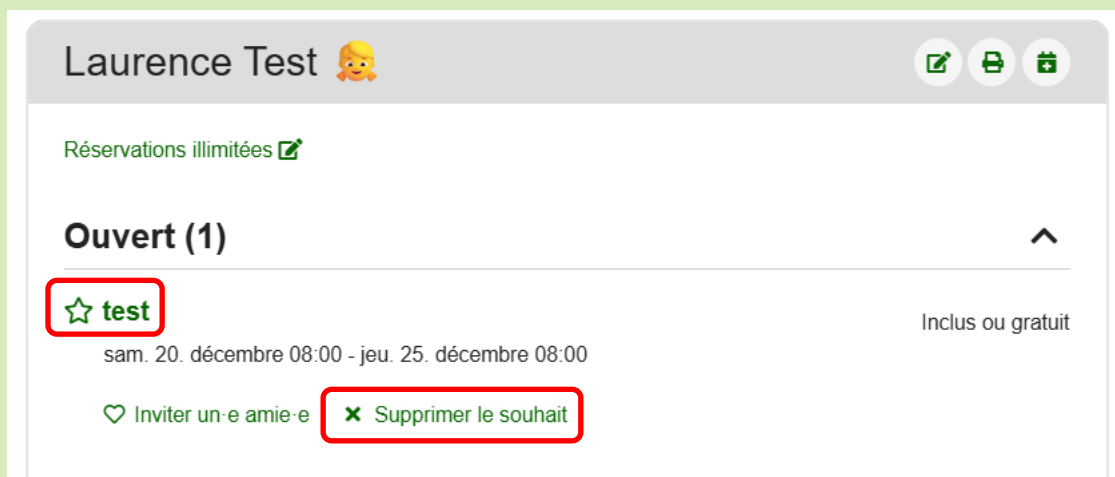 Laurence Test
Réservations illimitées
Ouvert (1)
test
Inclus ou gratuit
sam. 20. décembre 08:00 - jeu. 25. décembre 08:00
Inviter un·e amie·e
Supprimer le souhait